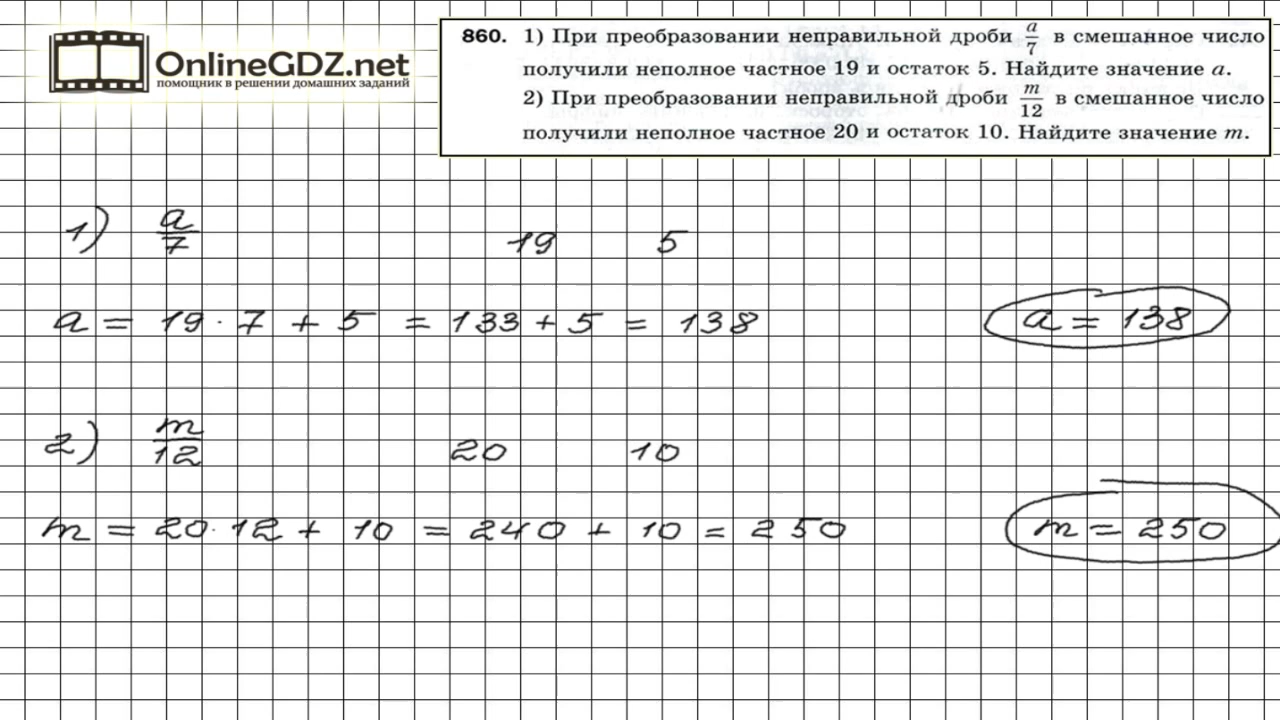 OnlineGDZ.net
помощник в решении домашних заданий
860. 1) При преобразовании неправильной дроби a/7 в смешанное число
получили неполное частное 19 и остаток 5. Найдите значение a.
2) При преобразовании неправильной дроби m/12 в смешанное число
получили неполное частное 20 и остаток 10. Найдите значение m.
1) a/7 19 5
a = 19 · 7 + 5 = 133 + 5 = 138 a = 138
2) m/12 20 10
m = 20 · 12 + 10 = 240 + 10 = 250 m = 250